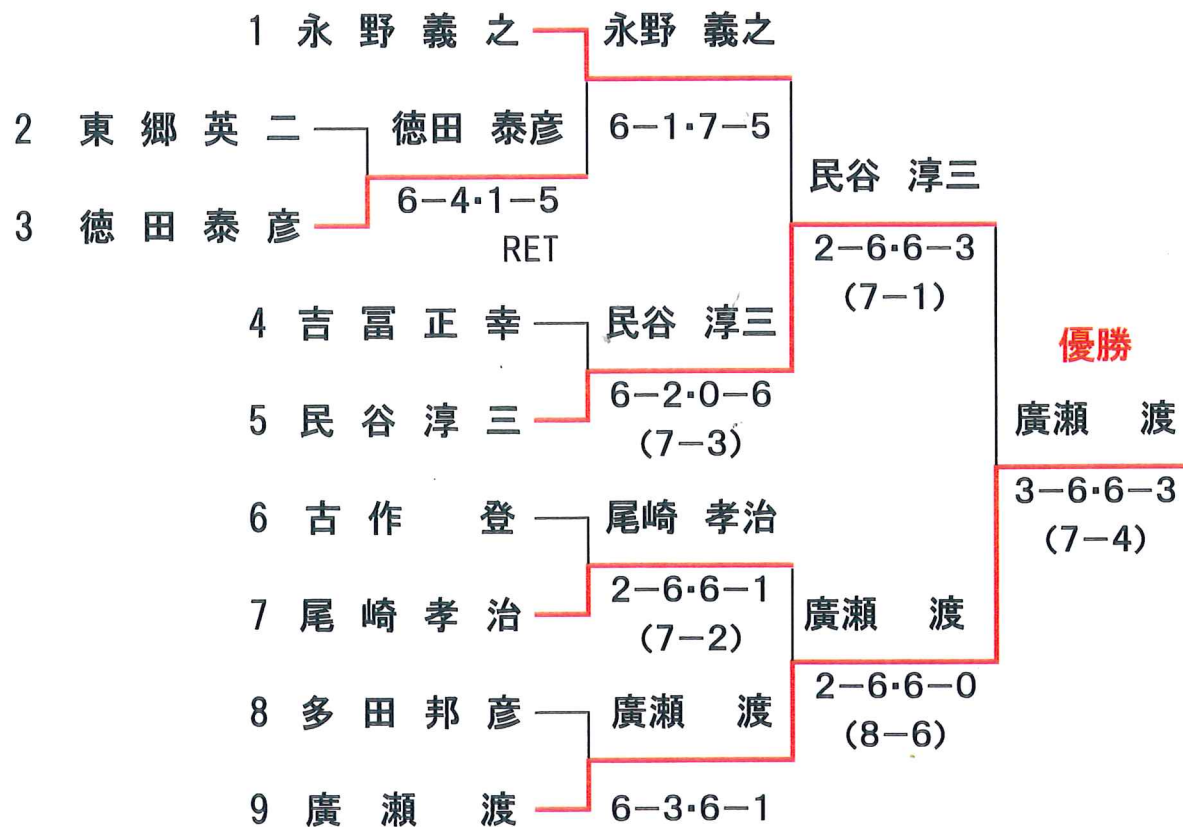 1 永野義之 永野 義之
2 東郷英二 徳田 泰彦 6-1・7-5
民谷 淳三
3 徳田泰彦 6-4・1-5
RET
2-6・6-3
(7-1)
4 吉冨正幸 民谷 淳三
優勝
5 民谷淳三 6-2・0-6
(7-3)
廣瀬 渡
6 古作 登 尾崎 孝治
3-6・6-3
(7-4)
7 尾崎孝治 2-6・6-1
(7-2)
廣瀬 渡
8 多田邦彦 廣瀬 渡
2-6・6-0
(8-6)
9 廣瀬 渡 6-3・6-1